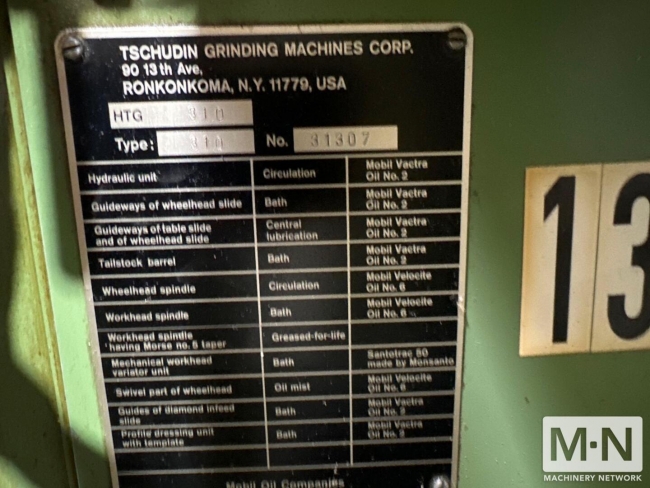 TSCHUDIN GRINDING MACHINES CORP.
90 13th Ave,
RONKONKOMA, N.Y. 11779, USA
HTG
Type: No. 31307
Hydraulic unit Circulation Mobil Vactra Oil No. 2
Guideways of wheelhead slide Bath Mobil Vactra Oil No. 2
Guideways of table slide and of wheelhead slide Central lubrication Mobil Vactra Oil No. 2
Tailstock barrel Bath Mobil Vactra Oil No. 2
Wheelhead spindle Circulation Mobil Velocite Oil No. 6
Workhead spindle Bath Mobil Velocite Oil No. 6
Workhead spindle having Morse no. 5 taper Greased-for-life
Mechanical workhead variator unit Bath Santotrac 50 made by Monsanto
Swivel part of wheelhead Oil mist Mobil Velocite Oil No. 6
Guides of diamond infeed slide Bath Mobil Vactra Oil No. 2
Profile dressing unit with template Bath Mobil Vactra Oil No. 2
Mobil Oil Companies
13
M·N
MACHINERY NETWORK